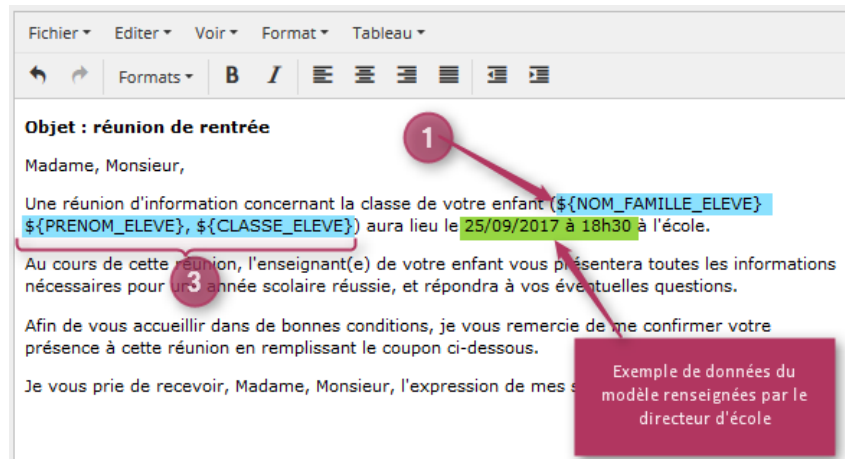 Fichier Editer Voir Format Tableau
Formats B I
Objet : réunion de rentrée
1
Madame, Monsieur,
Une réunion d'information concernant la classe de votre enfant (${NOM_FAMILLE_ELEVE}
${PRENOM_ELEVE}, ${CLASSE_ELEVE}) aura lieu le 25/09/2017 à 18h30 à l'école.
Au cours de cette réunion, l'enseignant(e) de votre enfant vous présentera toutes les informations
nécessaires pour une année scolaire réussie, et répondra à vos éventuelles questions.
3
Afin de vous accueillir dans de bonnes conditions, je vous remercie de me confirmer votre
présence à cette réunion en remplissant le coupon ci-dessous.
Je vous prie de recevoir, Madame, Monsieur, l'expression de mes
Exemple de données du
modèle renseignées par le
directeur d'école